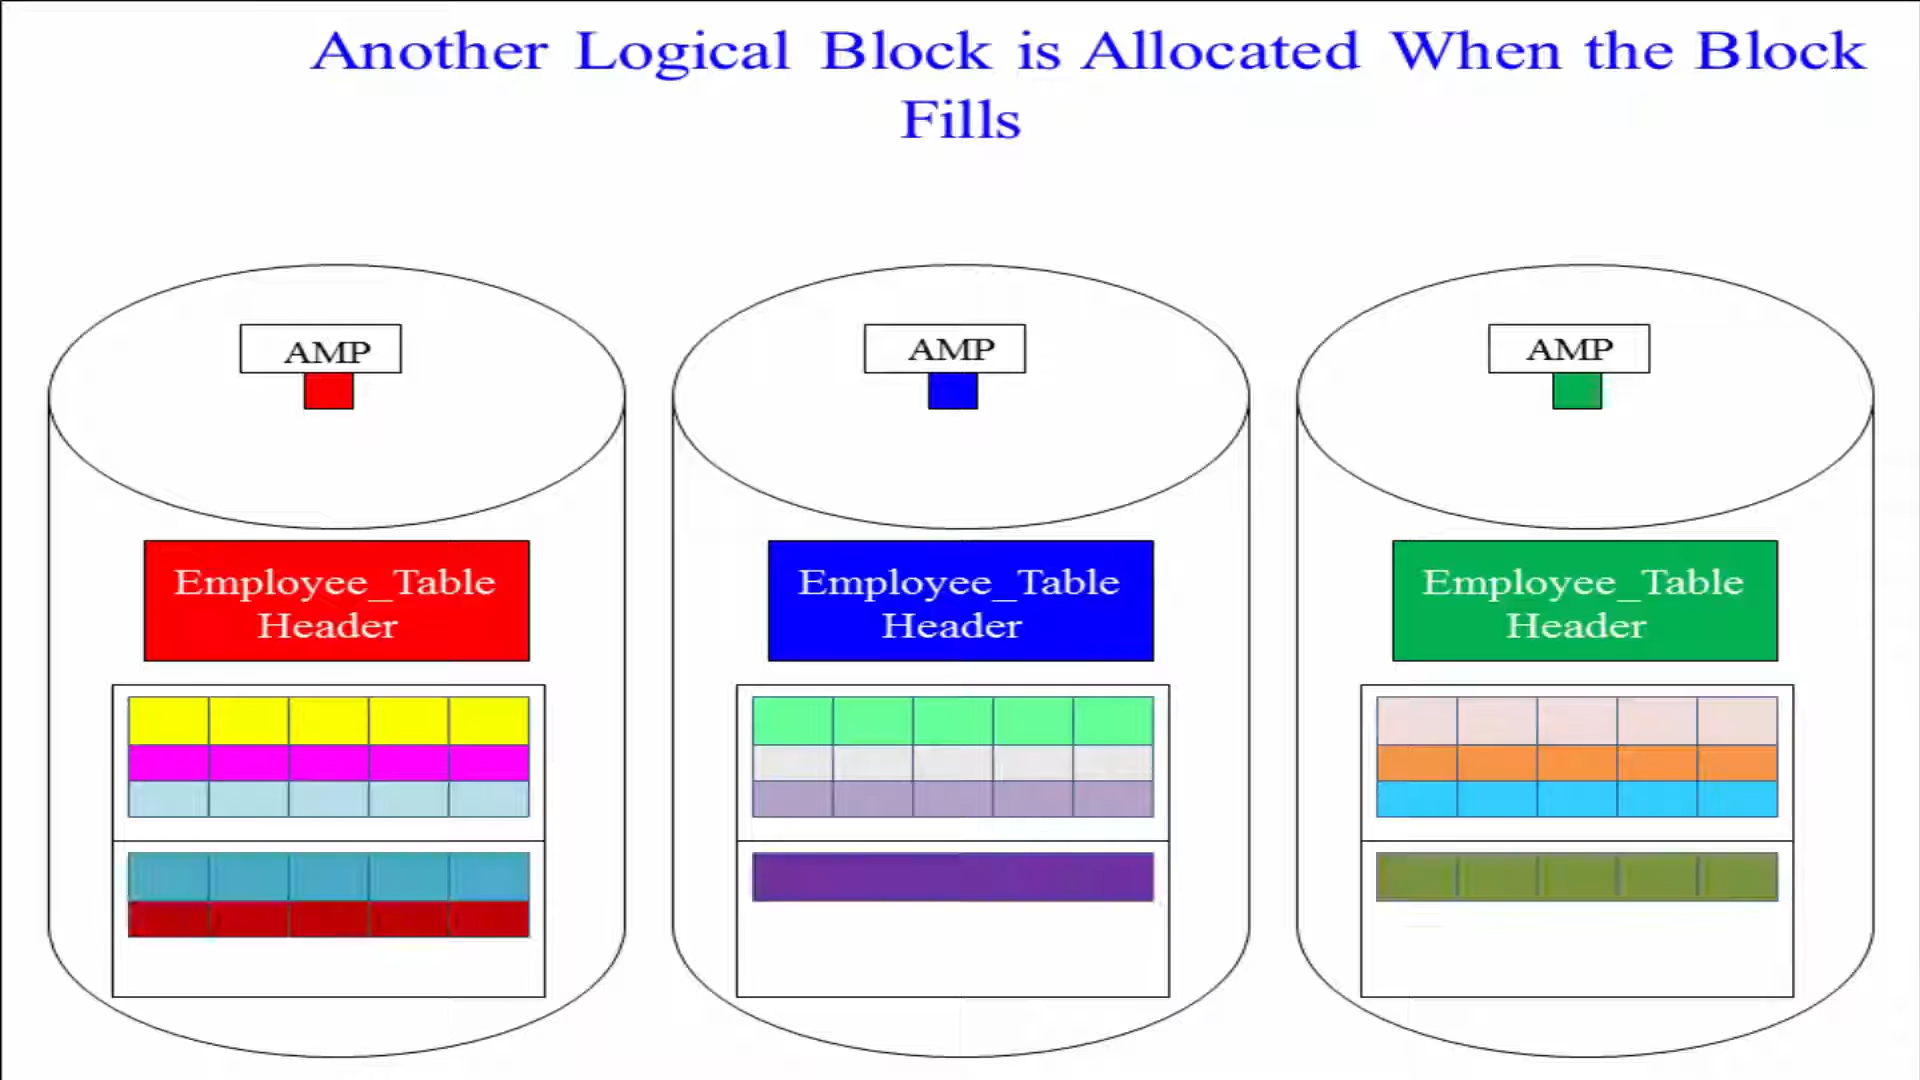 Another Logical Block is Allocated When the Block
Fills
AMP
AMP
AMP
Employee_Table
Header
Employee_Table
Header
Employee_Table
Header